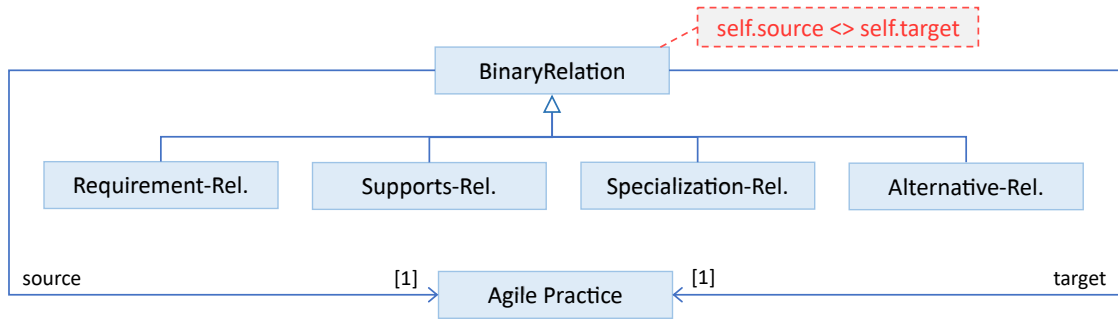 self.source <> self.target
BinaryRelation
Requirement-Rel.
Supports-Rel.
Specialization-Rel.
Alternative-Rel.
source
[1]
Agile Practice
[1]
target